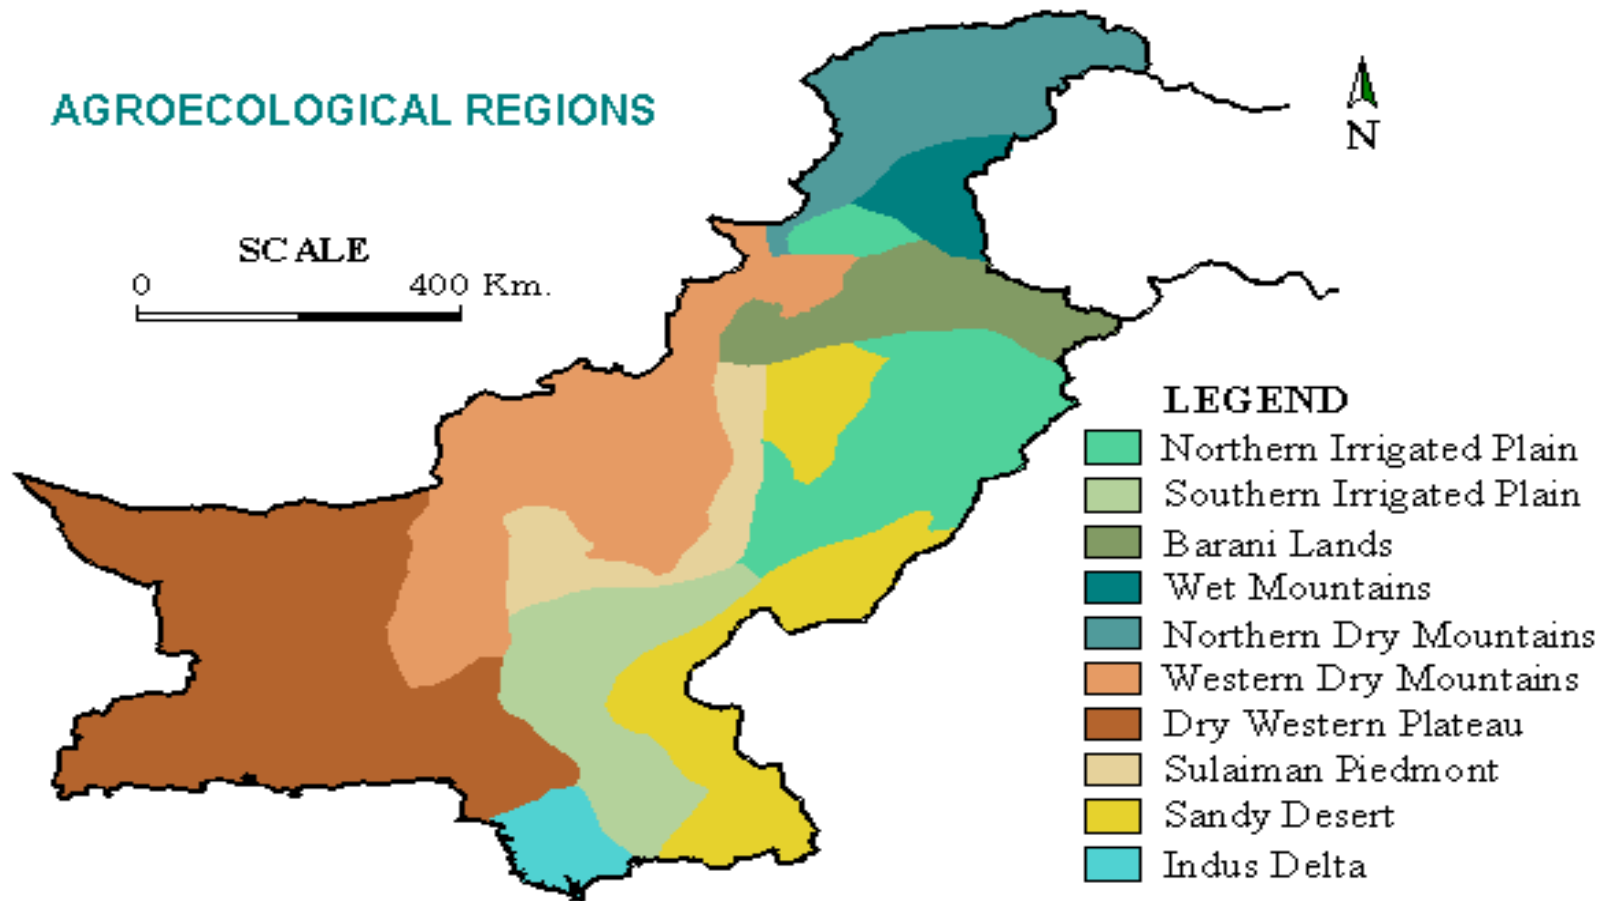 AGROECOLOGICAL REGIONS
N
SCALE
0 400 Km.
LEGEND
Northern Irrigated Plain
Southern Irrigated Plain
Barani Lands
Wet Mountains
Northern Dry Mountains
Western Dry Mountains
Dry Western Plateau
Sulaiman Piedmont
Sandy Desert
Indus Delta